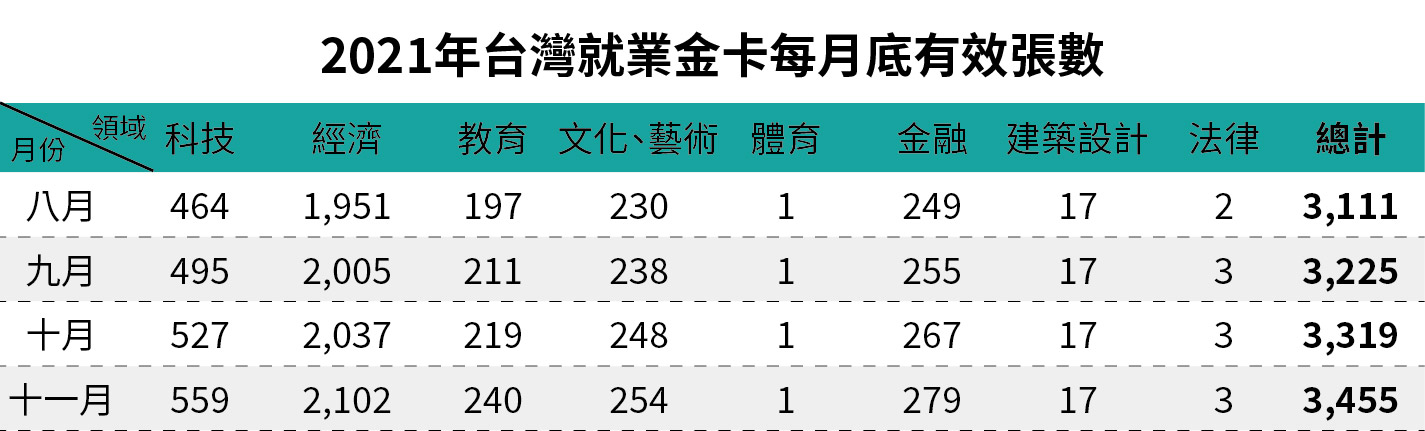 2021年台灣就業金卡每月底有效張數
領域 月份 科技 經濟 教育 文化、藝術 體育 金融 建築設計 法律 總計
八月 464 1,951 197 230 1 249 17 2 3,111
九月 495 2,005 211 238 1 255 17 3 3,225
十月 527 2,037 219 248 1 267 17 3 3,319
十一月 559 2,102 240 254 1 279 17 3 3,455